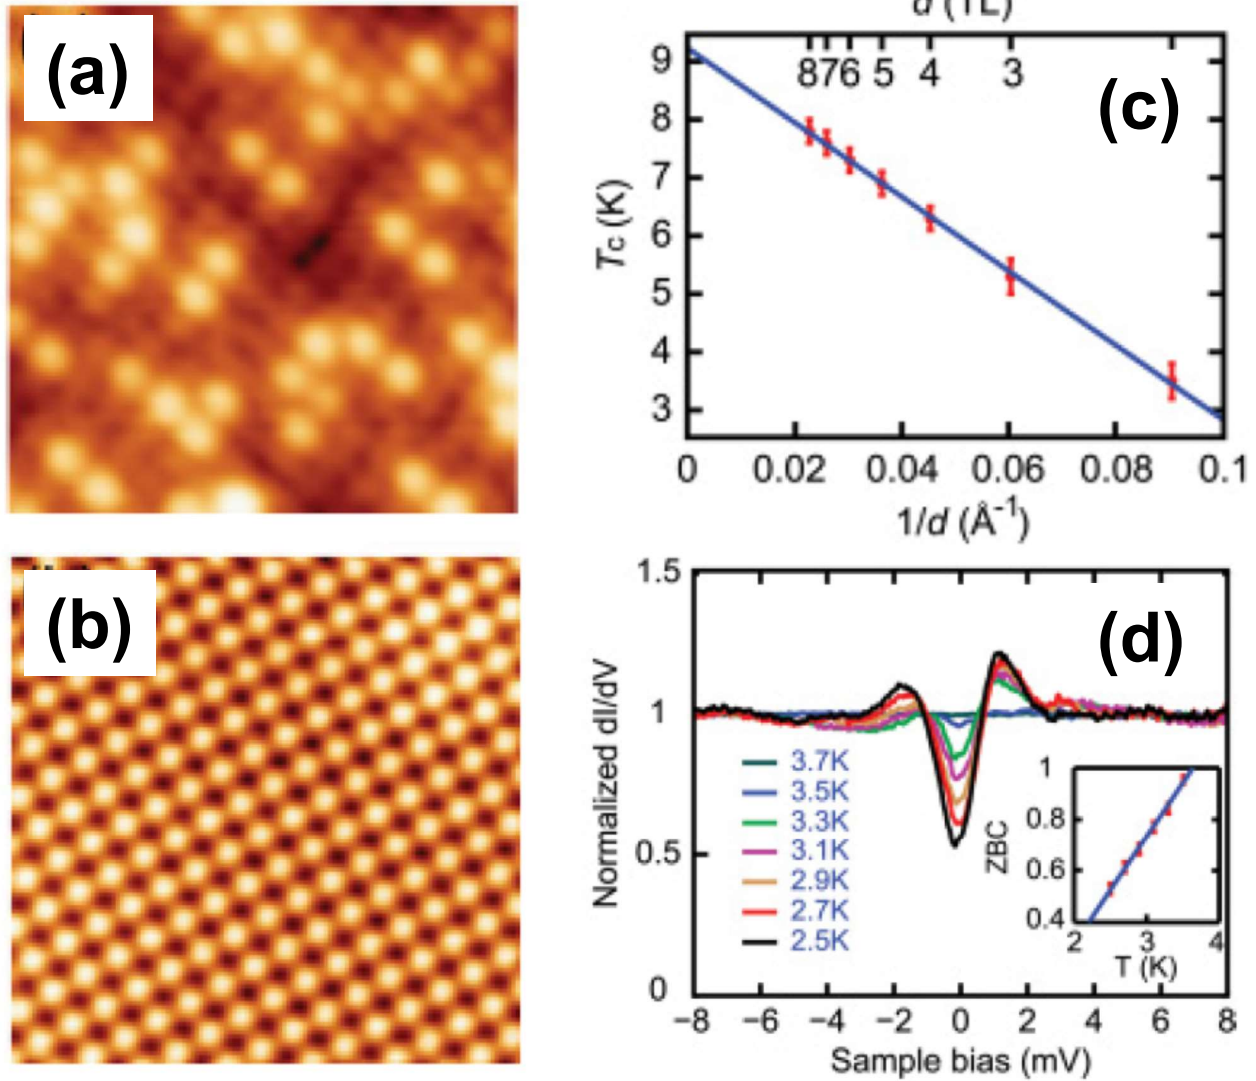 (a)
(b)
d (TL)
8 7 6 5 4 3
(c)
9
8
7
6
5
4
3
Tc (K)
0 0.02 0.04 0.06 0.08 0.1
1/d (Å⁻¹)
1.5
1
0.5
0
Normalized dI/dV
(d)
3.7K
3.5K
3.3K
3.1K
2.9K
2.7K
2.5K
1
0.8
0.6
0.4
ZBC
2 3 4
T (K)
−8 −6 −4 −2 0 2 4 6 8
Sample bias (mV)